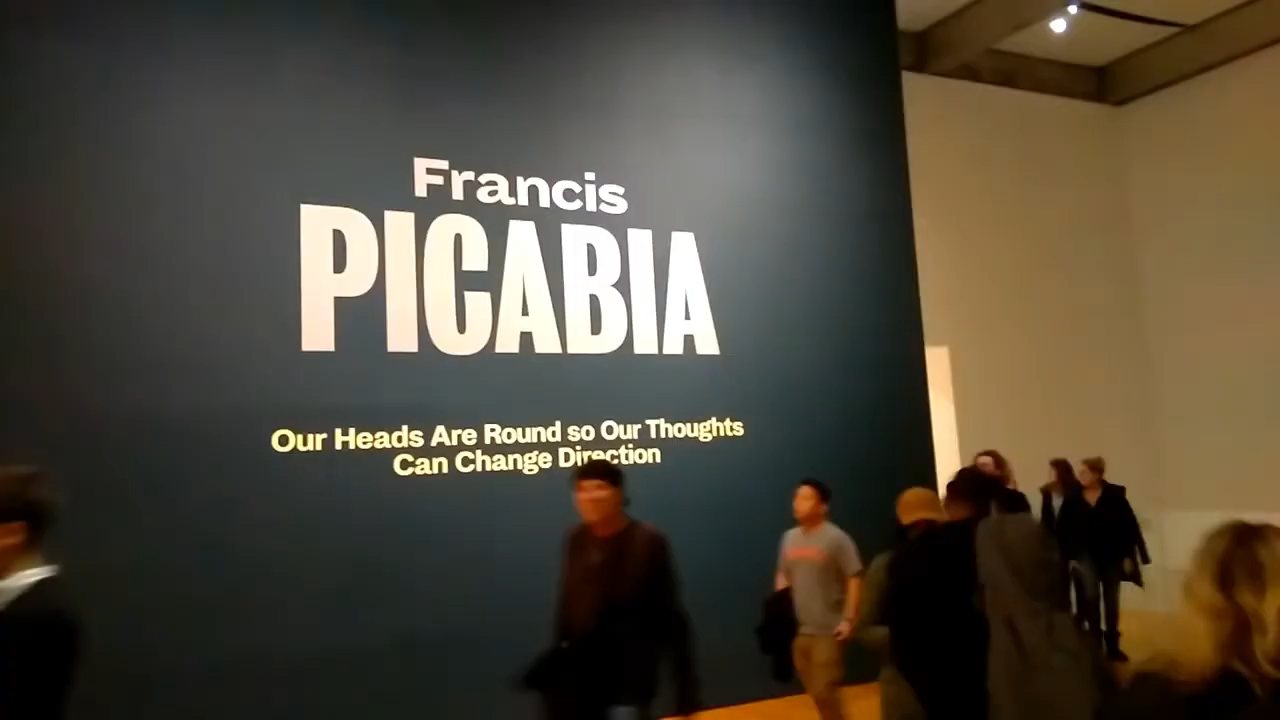 Francis
PICABIA
Our Heads Are Round so Our Thoughts
Can Change Direction